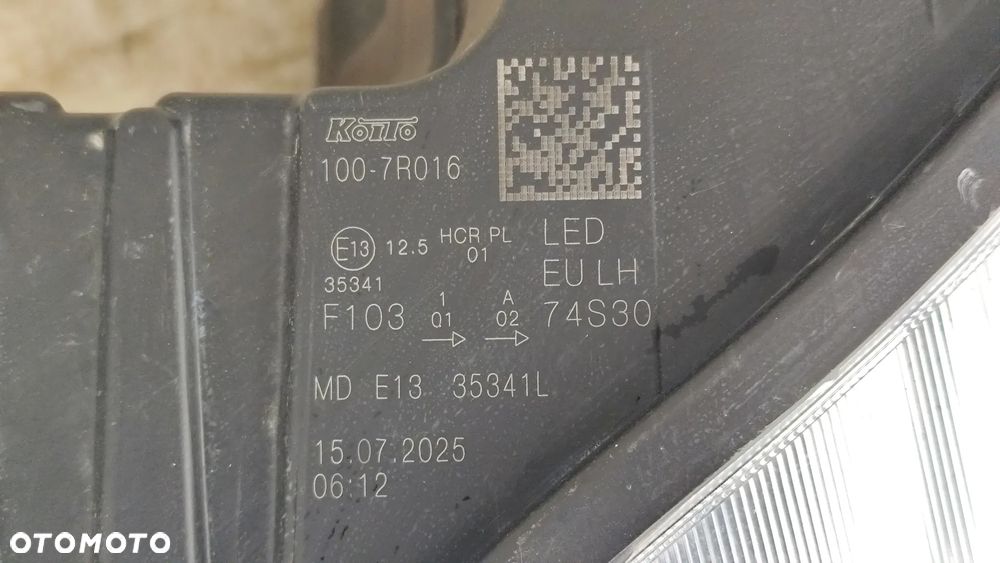 KOITO
100-7R016
E13 12.5 HCR PL
01
35341
LED
EU LH
F103 1 A 74S30
01 02
MD E13 35341L
15.07.2025
06:12
OTOMOTO